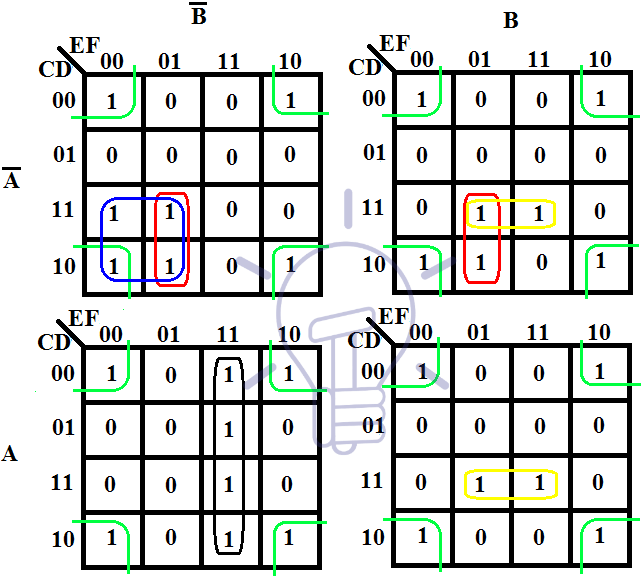 B̅ B
EF EF
CD 00 01 11 10 CD 00 01 11 10
00 1 0 0 1 00 1 0 0 1
01 0 0 0 0 01 0 0 0 0
A̅
11 1 1 0 0 11 0 1 1 0
10 1 1 0 1 10 1 1 0 1
EF EF
CD 00 01 11 10 CD 00 01 11 10
00 1 0 1 1 00 1 0 0 1
01 0 0 1 0 01 0 0 0 0
A
11 0 0 1 0 11 0 1 1 0
10 1 0 1 1 10 1 0 0 1